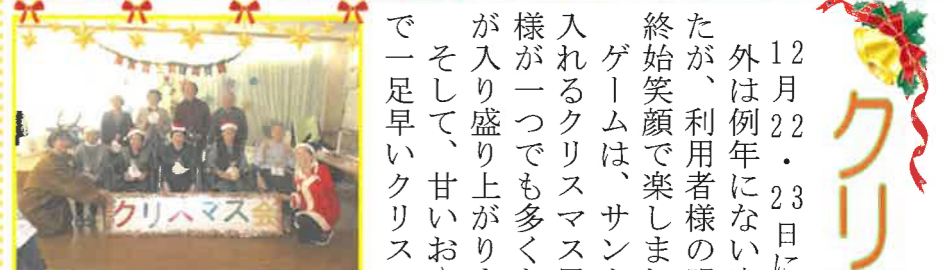 クリ
12月22・23日に
外は例年にない
たが、利用者様の
終始笑顔で楽しま
ゲームは、サン
入れるクリスマス
様が一つでも多く
が入り盛り上がり
そして、甘いお
で一足早いクリス
クリスマス会